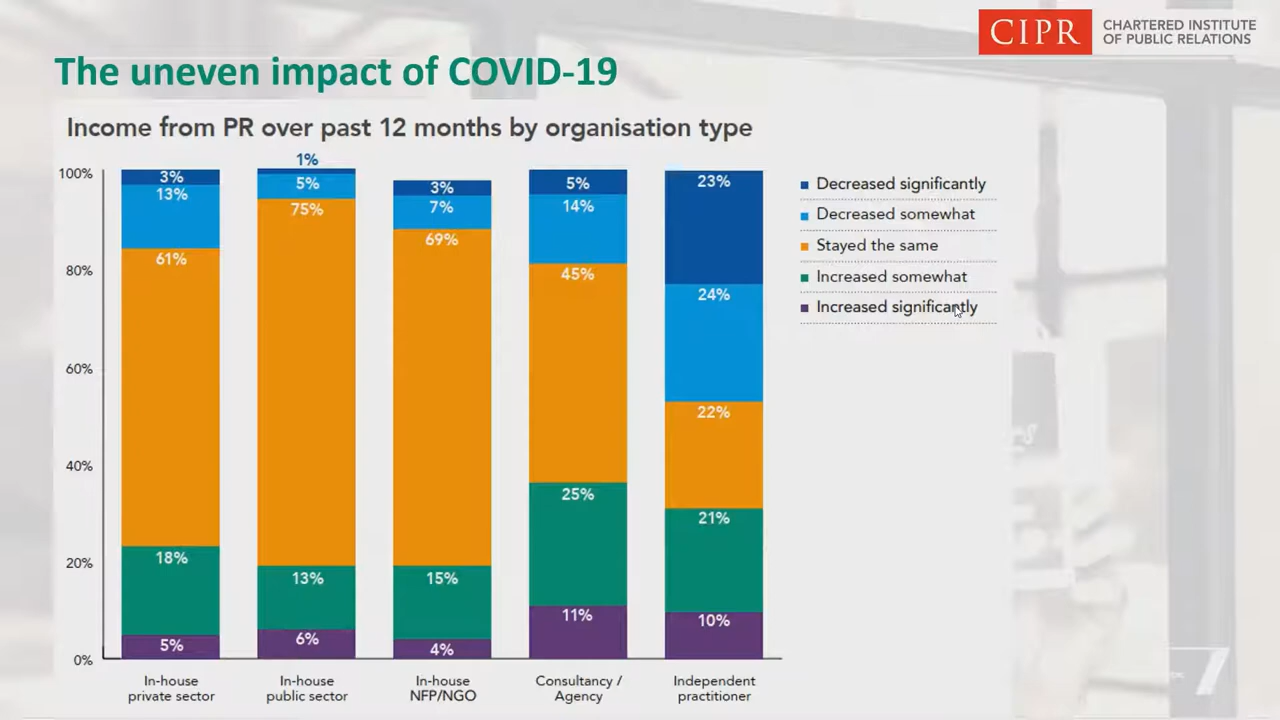 CIPR
CHARTERED INSTITUTE
OF PUBLIC RELATIONS
The uneven impact of COVID-19
Income from PR over past 12 months by organisation type
100%
80%
60%
40%
20%
0%
3%
13%
61%
18%
5%
1%
5%
75%
13%
6%
3%
7%
69%
15%
4%
5%
14%
45%
25%
11%
23%
24%
22%
21%
10%
In-house
private sector
In-house
public sector
In-house
NFP/NGO
Consultancy /
Agency
Independent
practitioner
Decreased significantly
Decreased somewhat
Stayed the same
Increased somewhat
Increased significantly
7